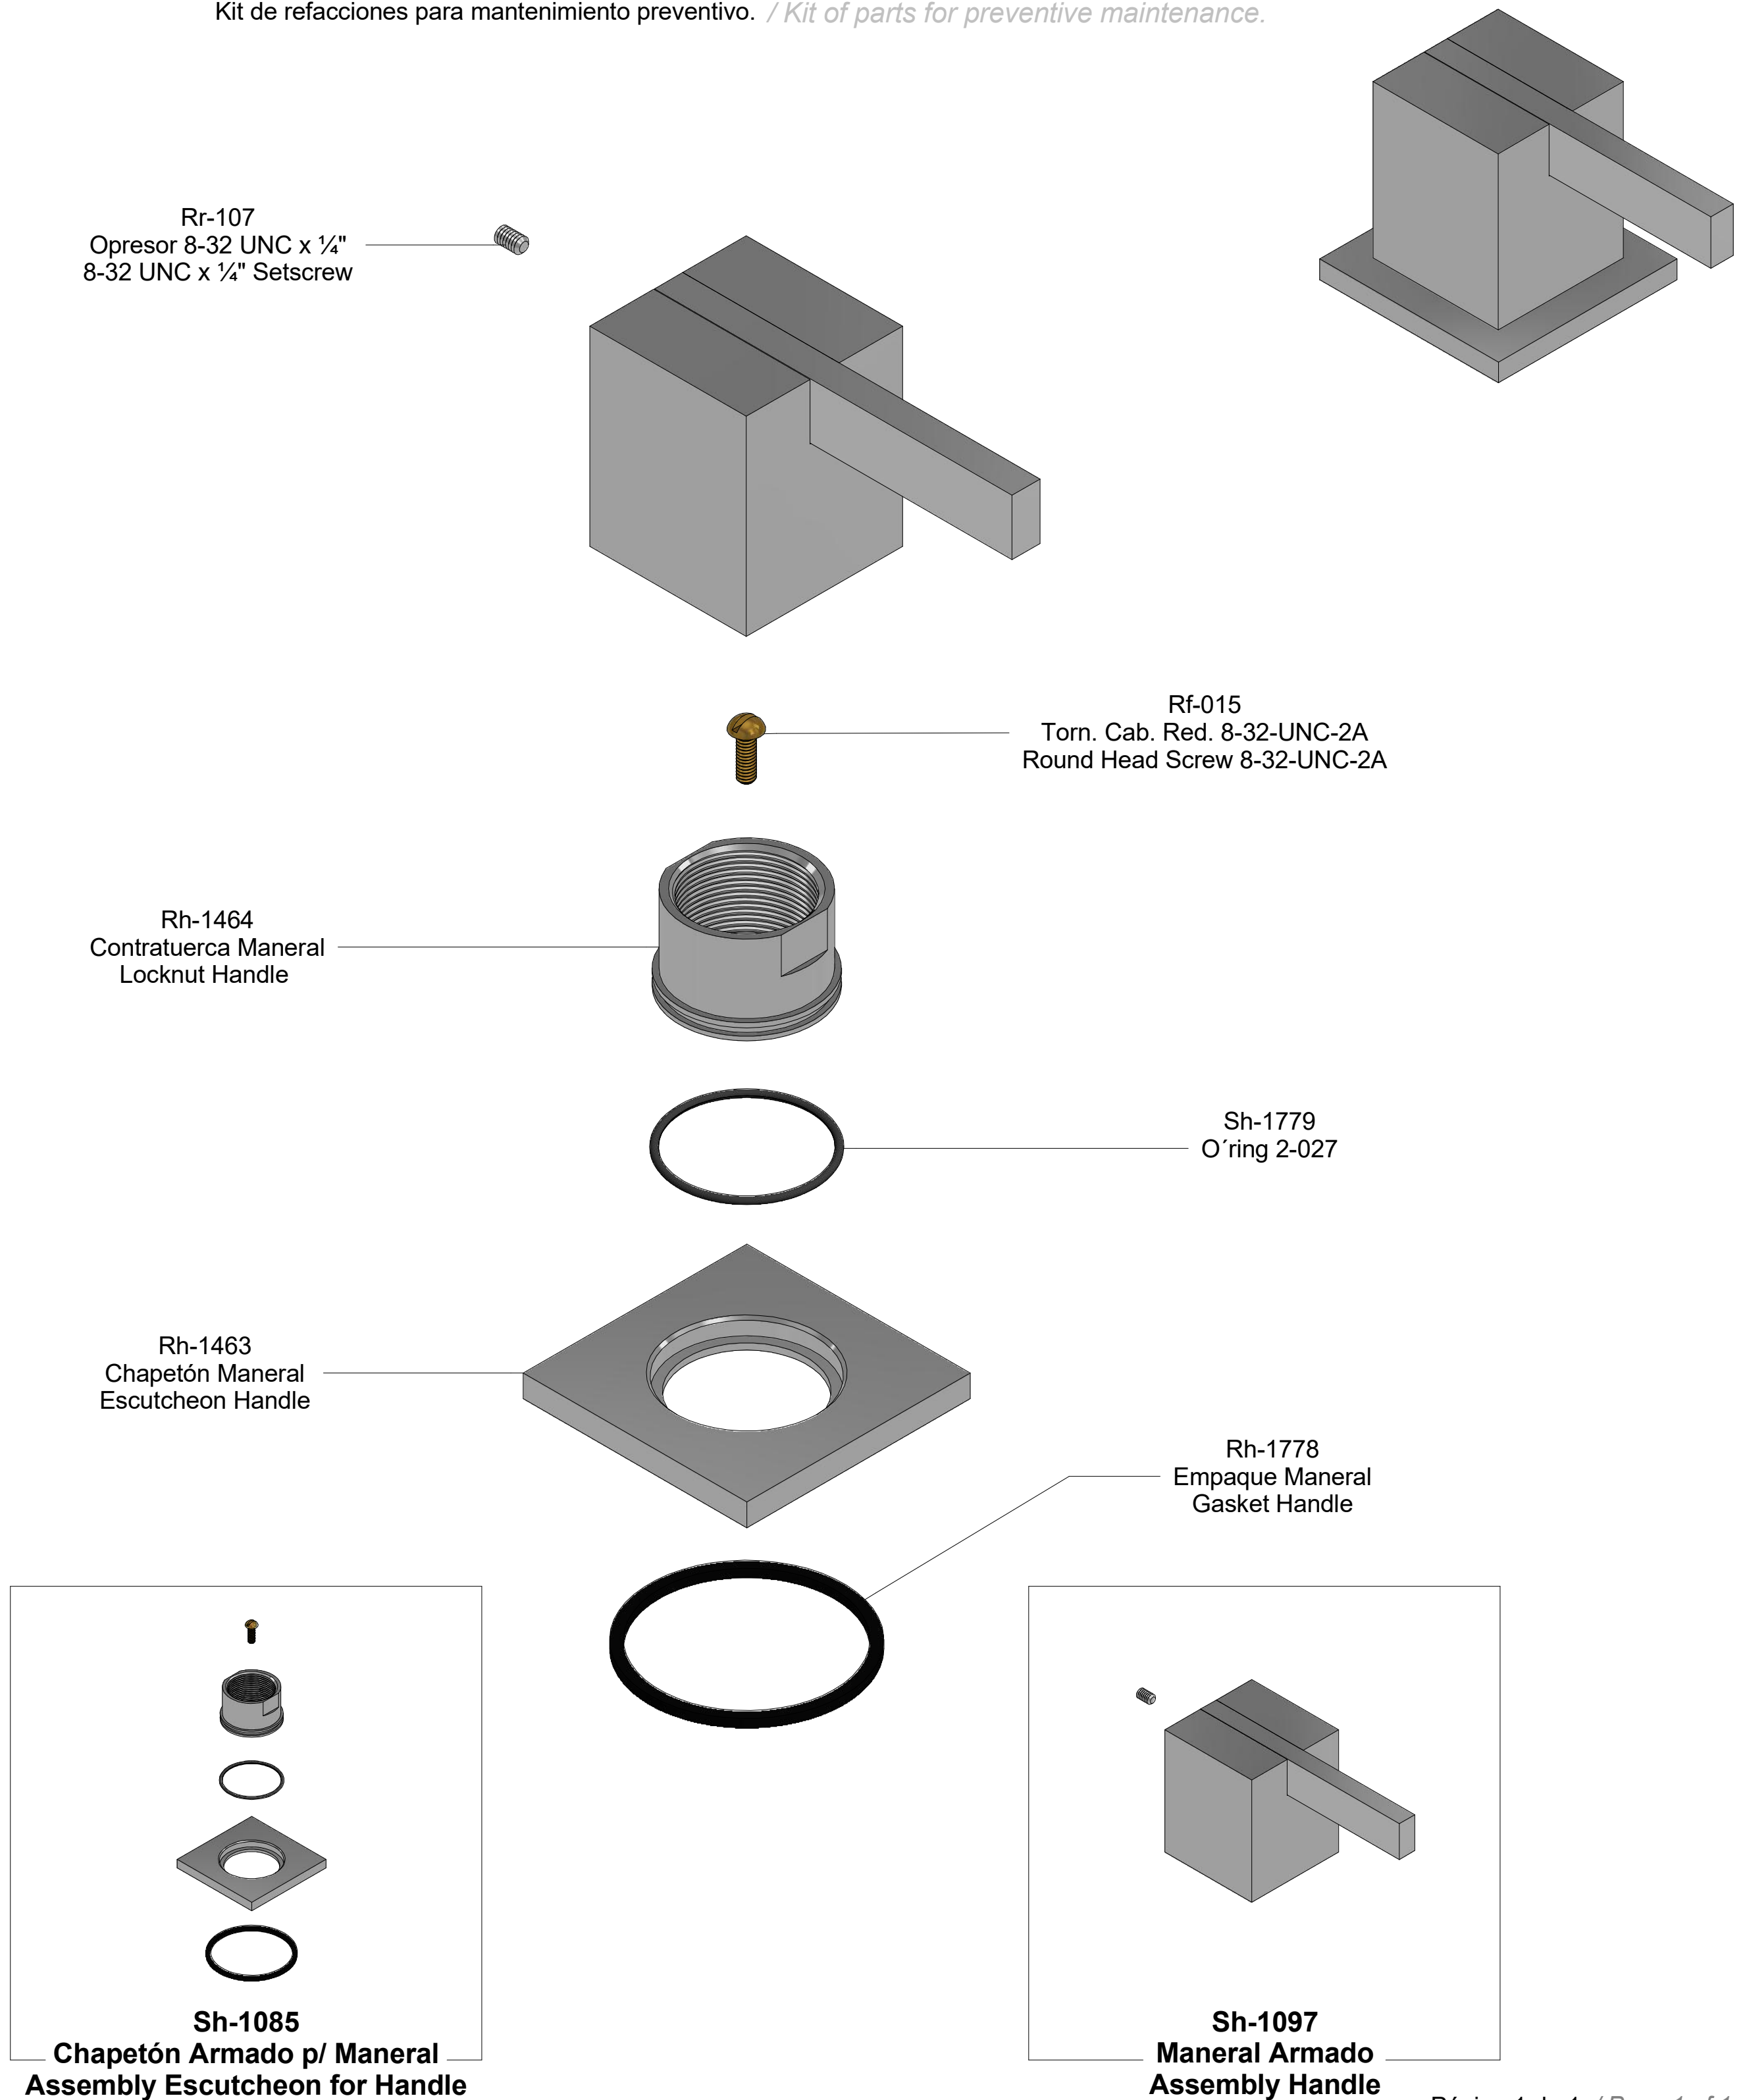 Kit de refacciones para mantenimiento preventivo. / Kit of parts for preventive maintenance.
Rr-107
Opresor 8-32 UNC x ¼"
8-32 UNC x ¼" Setscrew
Rf-015
Torn. Cab. Red. 8-32-UNC-2A
Round Head Screw 8-32-UNC-2A
Rh-1464
Contratuerca Maneral
Locknut Handle
Sh-1779
O´ring 2-027
Rh-1463
Chapetón Maneral
Escutcheon Handle
Rh-1778
Empaque Maneral
Gasket Handle
Sh-1085
Chapetón Armado p/ Maneral
Assembly Escutcheon for Handle
Sh-1097
Maneral Armado
Assembly Handle